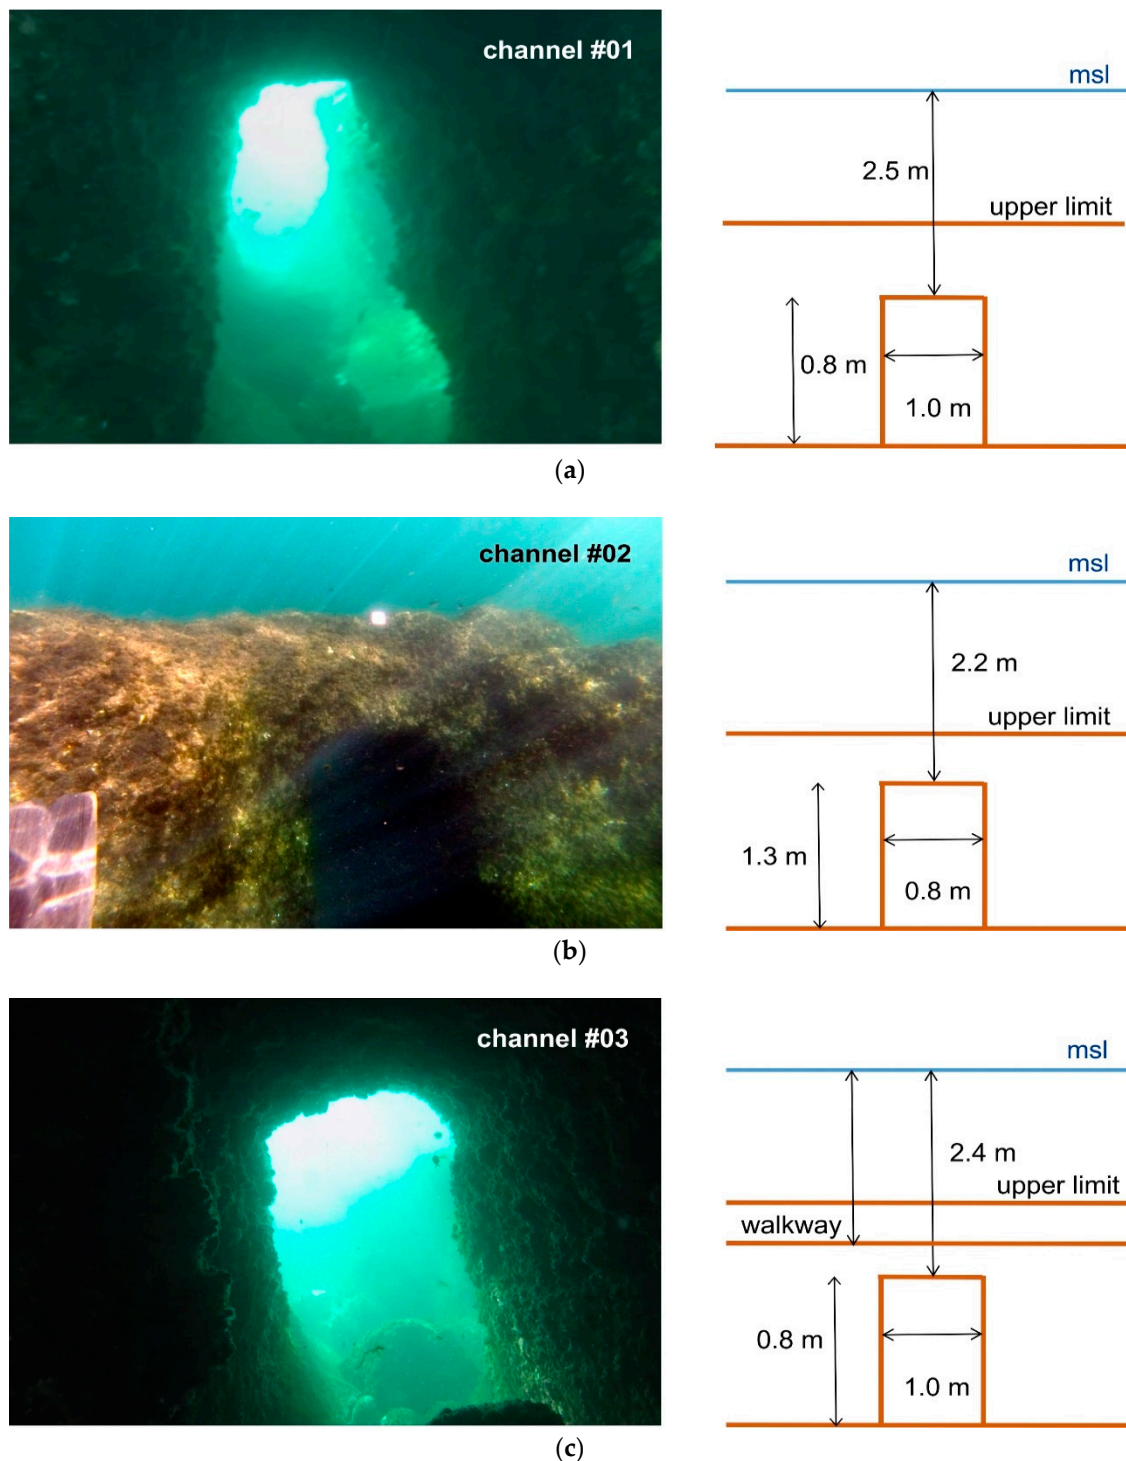 channel #01
msl
2.5 m
upper limit
0.8 m
1.0 m
(a)
channel #02
msl
2.2 m
upper limit
1.3 m
0.8 m
(b)
channel #03
msl
2.4 m
upper limit
walkway
0.8 m
1.0 m
(c)